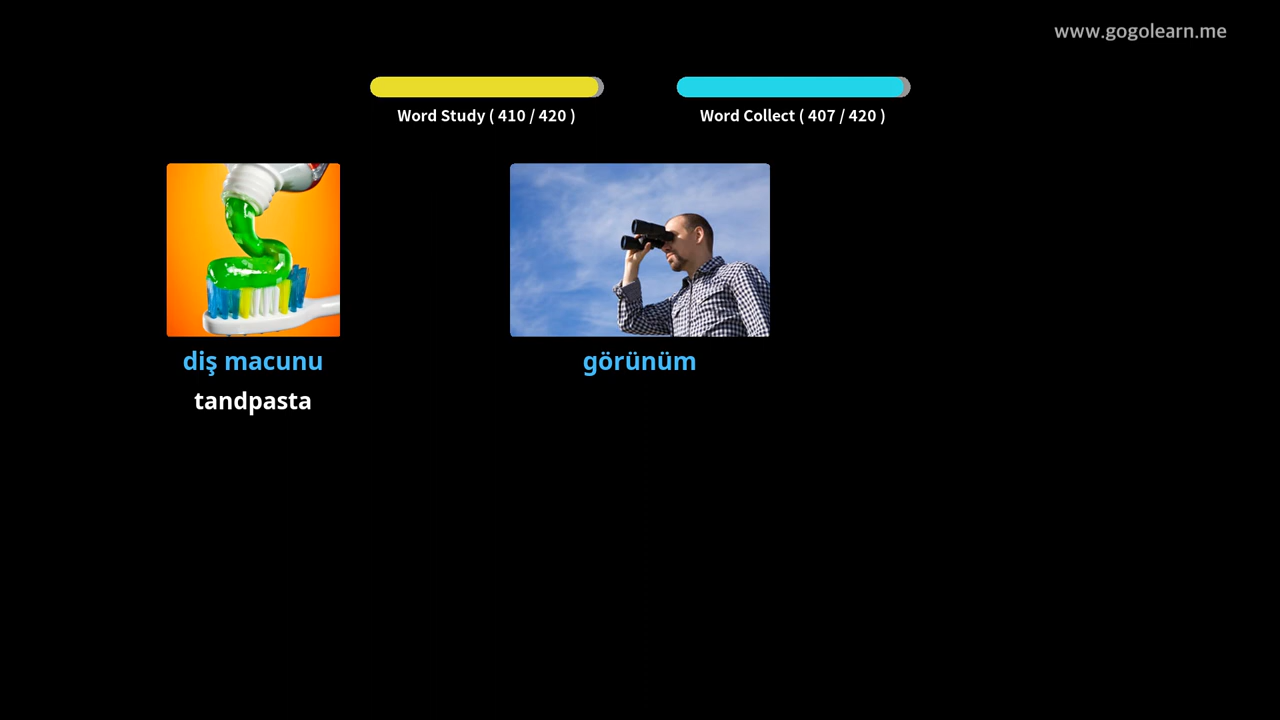 www.gogolearn.me
Word Study ( 410 / 420 )
Word Collect ( 407 / 420 )
diş macunu
tandpasta
görünüm